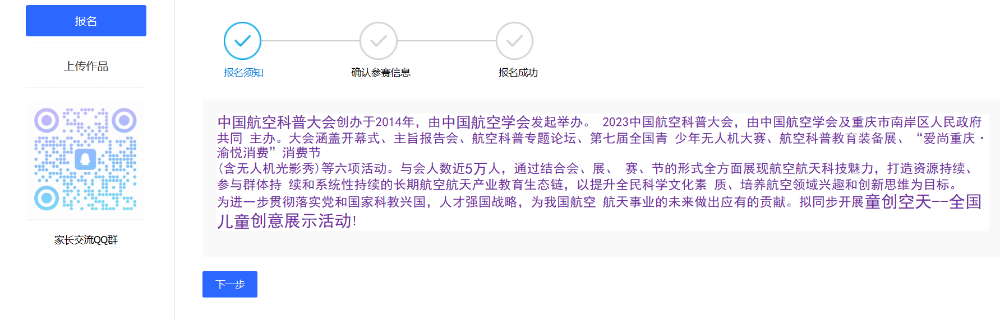 报名
上传作品
家长交流QQ群
报名须知
确认参赛信息
报名成功
中国航空科普大会创办于2014年，由中国航空学会发起举办。 2023中国航空科普大会，由中国航空学会及重庆市南岸区人民政府
共同 主办。大会涵盖开幕式、主旨报告会、航空科普专题论坛、第七届全国青 少年无人机大赛、航空科普教育装备展、“爱尚重庆·
渝悦消费”消费节
(含无人机光影秀)等六项活动。与会人数近5万人，通过结合会、展、 赛、节的形式全方面展现航空航天科技魅力，打造资源持续、
参与群体持 续和系统性持续的长期航空航天产业教育生态链，以提升全民科学文化素 质、培养航空领域兴趣和创新思维为目标。
为进一步贯彻落实党和国家科教兴国，人才强国战略，为我国航空 航天事业的未来做出应有的贡献。拟同步开展童创空天--全国
儿童创意展示活动!
下一步